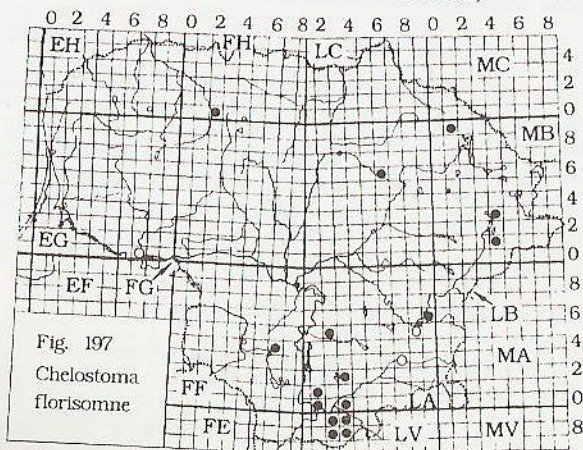 0 2 4 6 8 0 2 4 6 8 2 4 6 8 0 2 4 6 8
EH FH LC MC
4
2
0
MB
8
6
4
2
EG 0
EF FG 8
LB
6
Fig. 197 MA
Chelostoma 4
florisomne FF 2
LA 0
FE LV MV 8